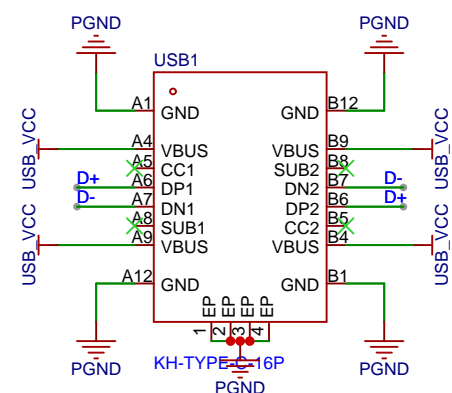 PGND PGND
USB1
A1 GND GND B12
USB_VCC A4 VBUS VBUS B9 USB_VCC
A5 CC1 SUB2 B8
D+ A6 DP1 DN2 B7 D-
D- A7 DN1 DP2 B6 D+
A8 SUB1 CC2 B5
USB_VCC A9 VBUS VBUS B4 USB_VCC
A12 GND GND B1
EP EP EP EP
1 2 3 4
PGND KH-TYPE-C-16P PGND
PGND